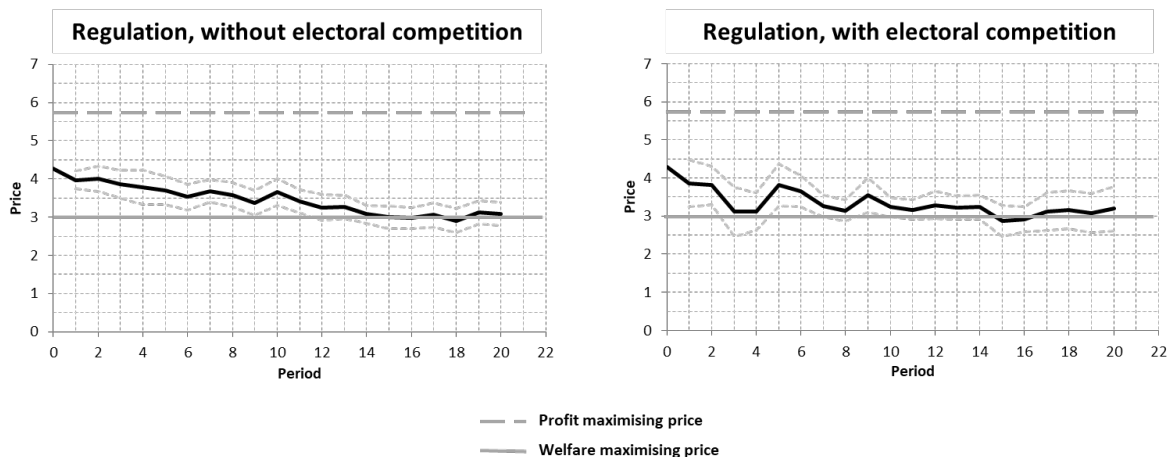 Regulation, without electoral competition
7
6
5
4
3
2
1
0
Price
0 2 4 6 8 10 12 14 16 18 20 22
Period
Regulation, with electoral competition
7
6
5
4
3
2
1
0
Price
0 2 4 6 8 10 12 14 16 18 20 22
Period
Profit maximising price
Welfare maximising price